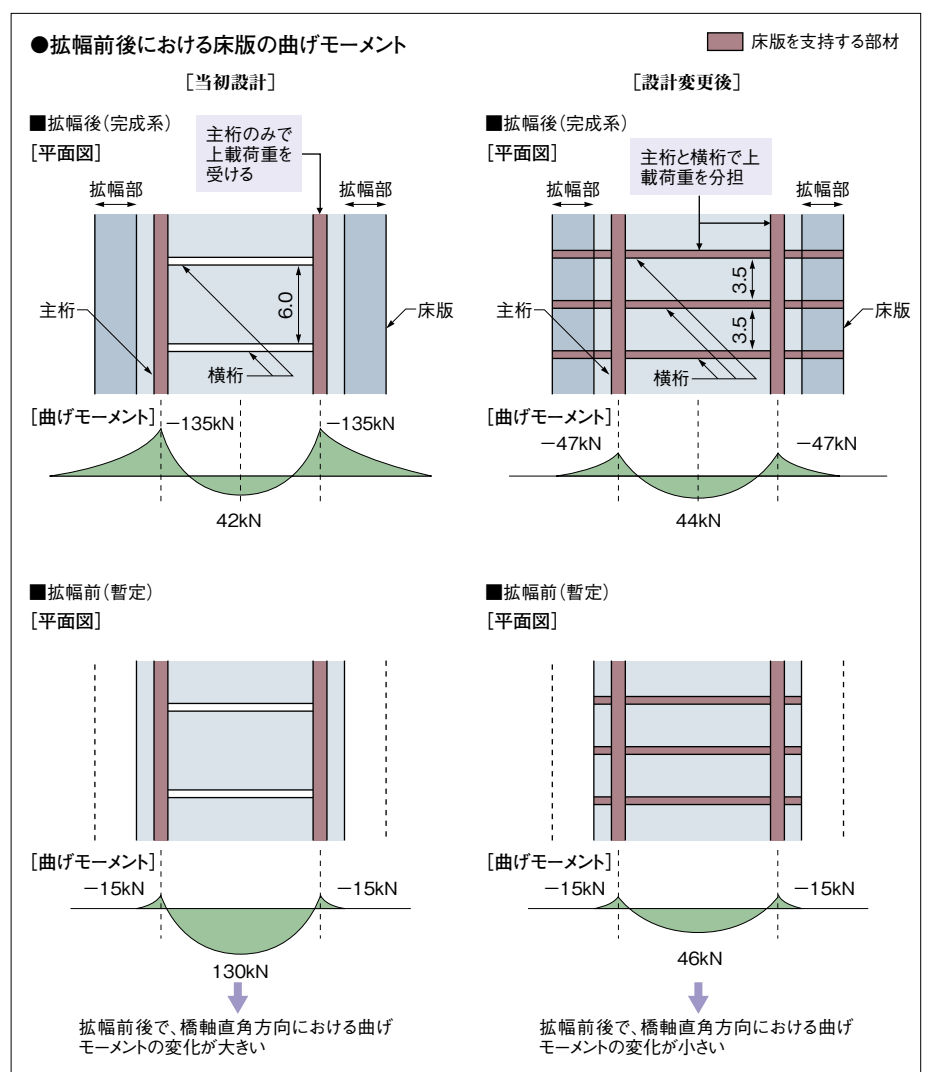 ●拡幅前後における床版の曲げモーメント
床版を支持する部材
［当初設計］
■拡幅後（完成系）
［平面図］
主桁のみで
上載荷重を
受ける
拡幅部
拡幅部
主桁
6.0
床版
横桁
［曲げモーメント］
−135kN
−135kN
42kN
［設計変更後］
■拡幅後（完成系）
［平面図］
主桁と横桁で上
載荷重を分担
拡幅部
拡幅部
主桁
3.5
3.5
床版
横桁
［曲げモーメント］
−47kN
−47kN
44kN
■拡幅前（暫定）
［平面図］
［曲げモーメント］
−15kN
−15kN
130kN
拡幅前後で、橋軸直角方向における曲げ
モーメントの変化が大きい
■拡幅前（暫定）
［平面図］
［曲げモーメント］
−15kN
−15kN
46kN
拡幅前後で、橋軸直角方向における曲げ
モーメントの変化が小さい